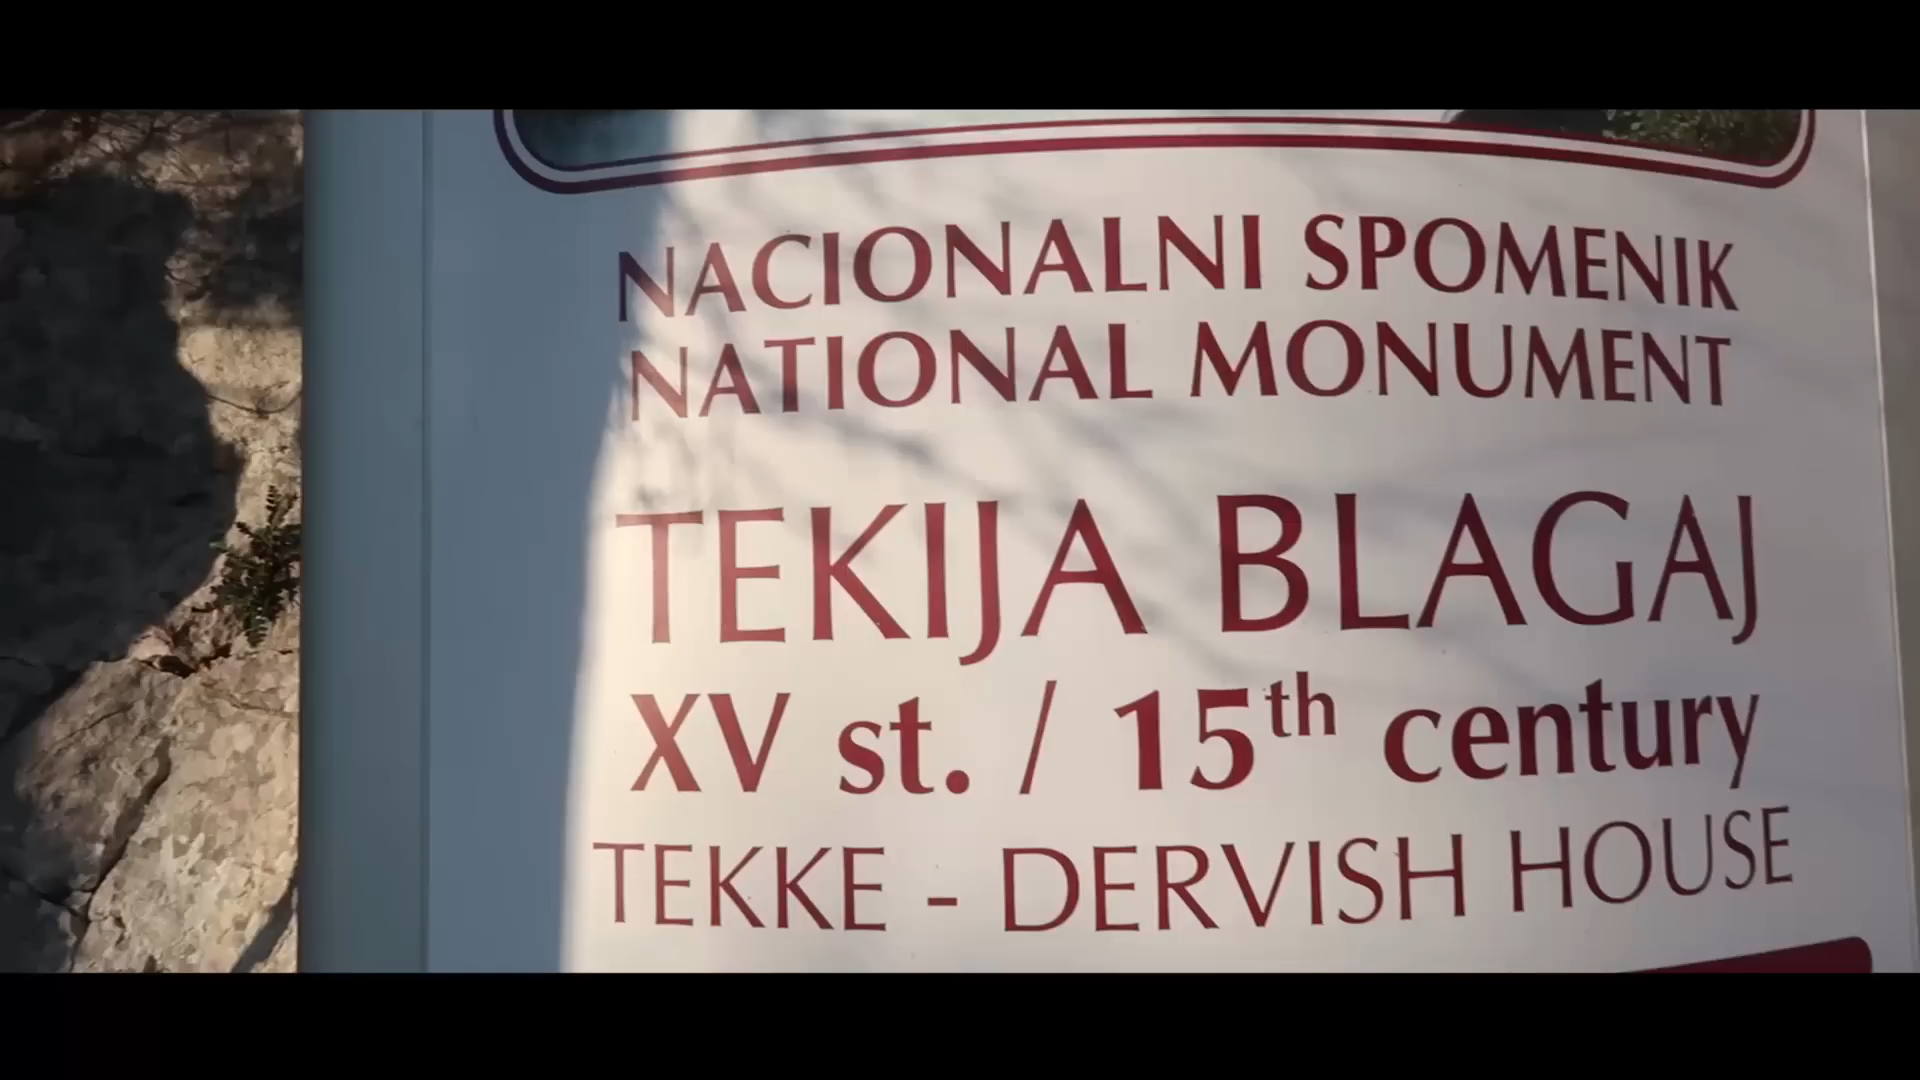 NACIONALNI SPOMENIK
NATIONAL MONUMENT
TEKIJA BLAGAJ
XV st. / 15th century
TEKKE - DERVISH HOUSE